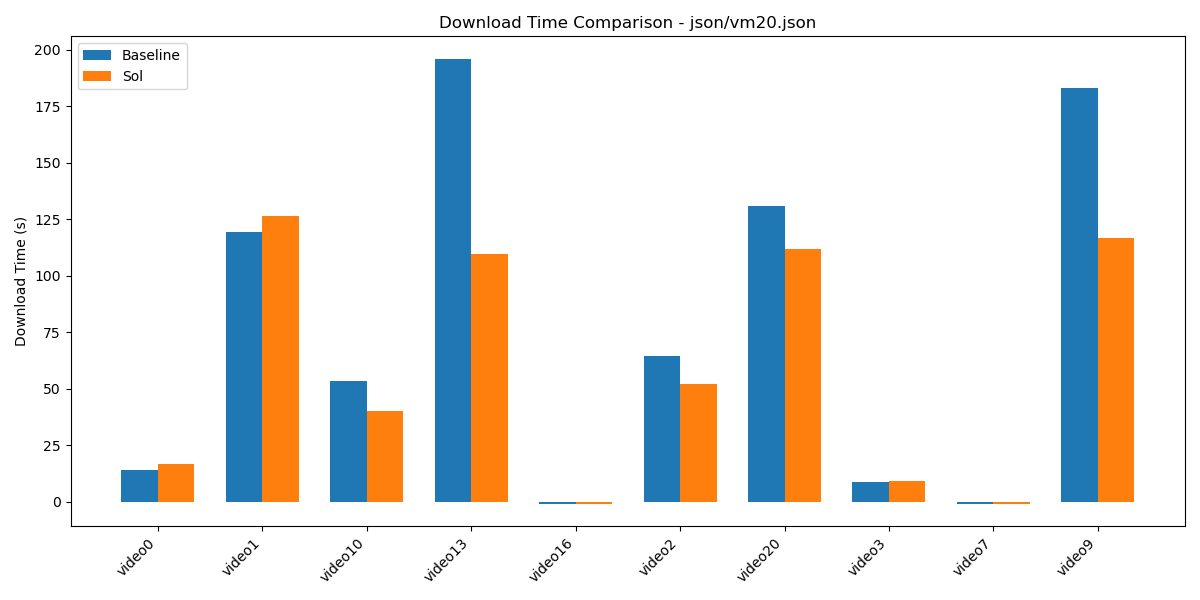 Download Time Comparison - json/vm20.json
Baseline
Sol
Download Time (s)
200
175
150
125
100
75
50
25
0
video0
video1
video10
video13
video16
video2
video20
video3
video7
video9